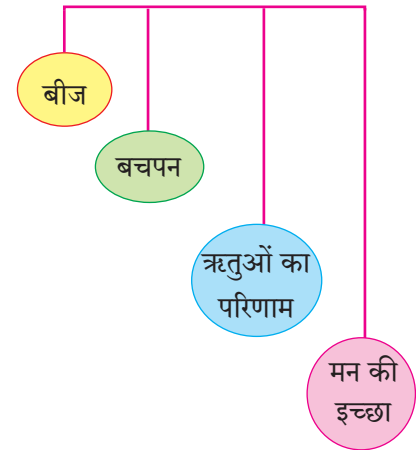 बीज
बचपन
ऋतुओं का
परिणाम
मन की
इच्छा